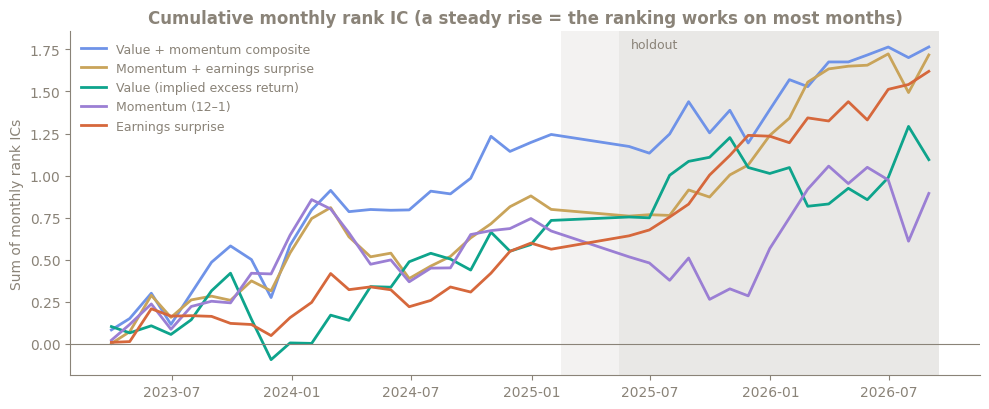 Cumulative monthly rank IC (a steady rise = the ranking works on most months)
Value + momentum composite
Momentum + earnings surprise
Value (implied excess return)
Momentum (12–1)
Earnings surprise
holdout
Sum of monthly rank ICs
1.75
1.50
1.25
1.00
0.75
0.50
0.25
0.00
2023-07
2024-01
2024-07
2025-01
2025-07
2026-01
2026-07